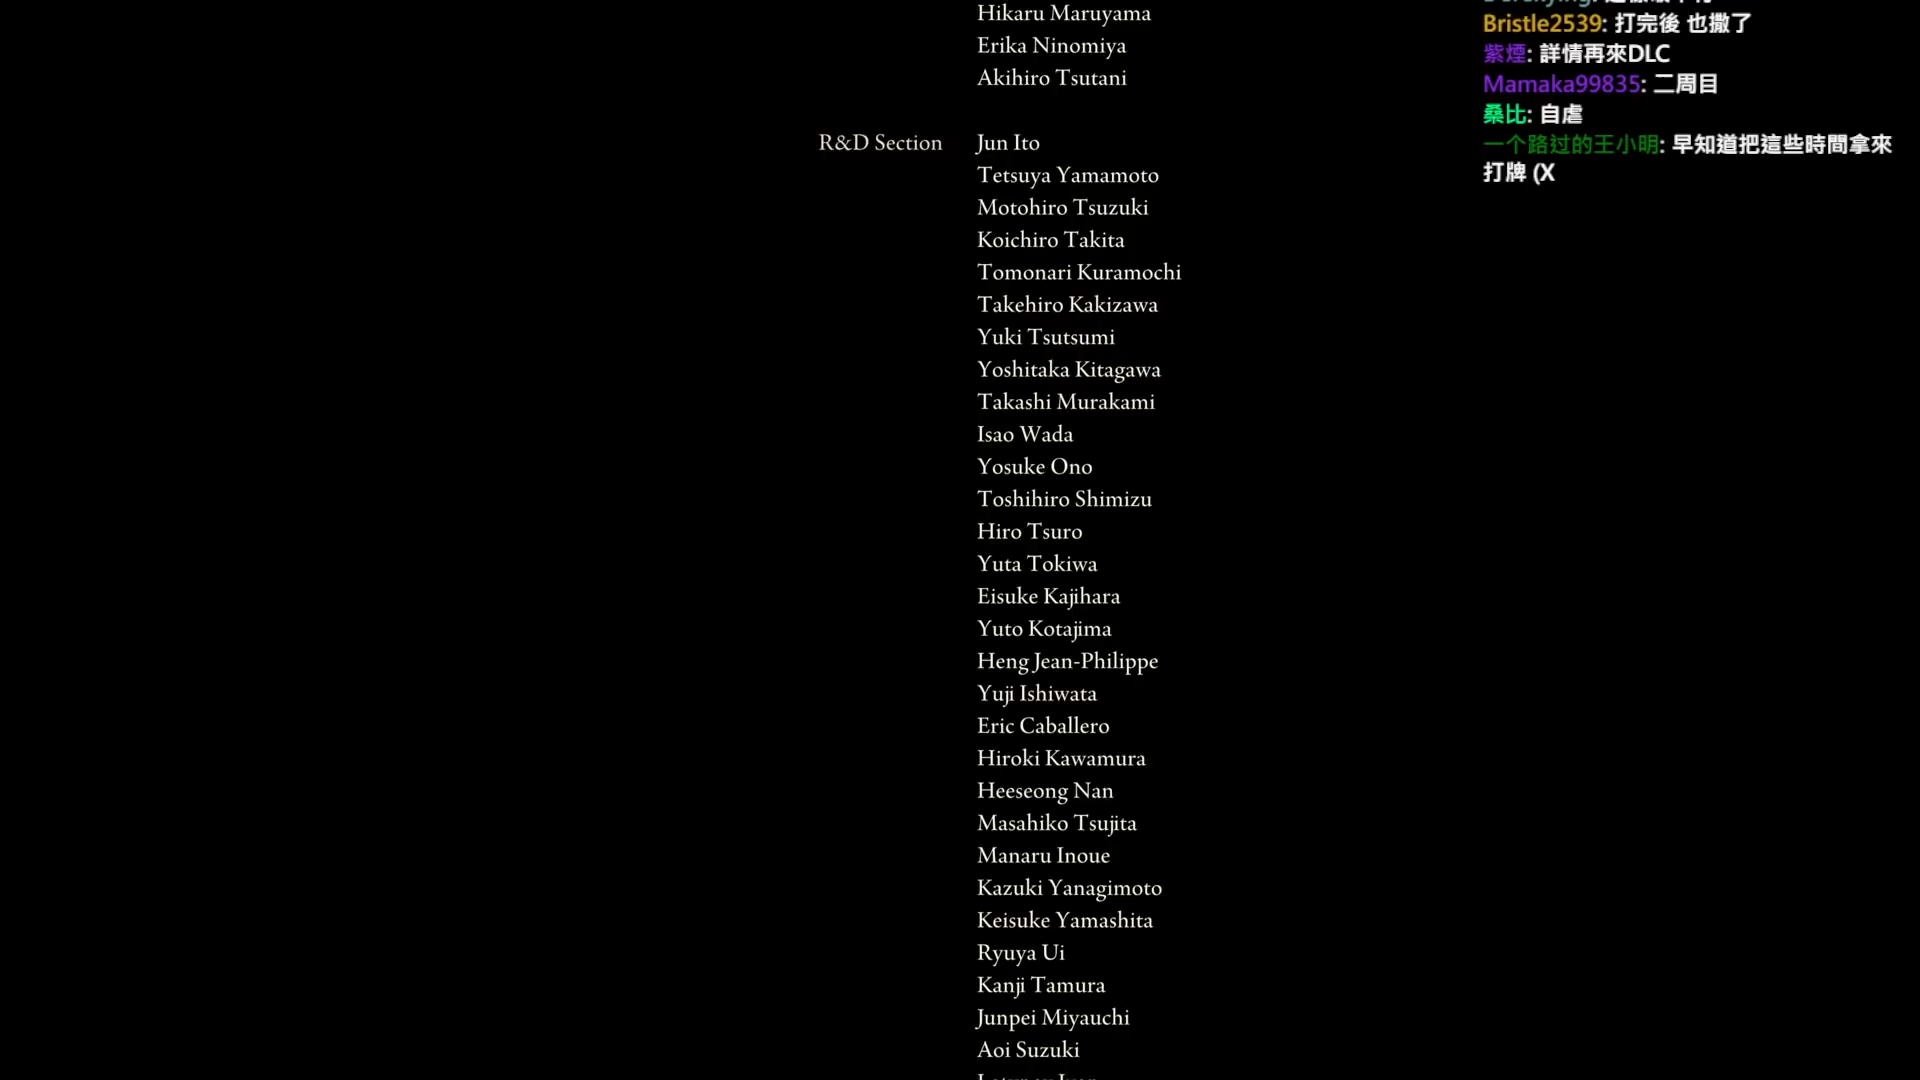 Hikaru Maruyama
Erika Ninomiya
Akihiro Tsutani
R&D Section Jun Ito
Tetsuya Yamamoto
Motohiro Tsuzuki
Koichiro Takita
Tomonari Kuramochi
Takehiro Kakizawa
Yuki Tsutsumi
Yoshitaka Kitagawa
Takashi Murakami
Isao Wada
Yosuke Ono
Toshihiro Shimizu
Hiro Tsuro
Yuta Tokiwa
Eisuke Kajihara
Yuto Kotajima
Heng Jean-Philippe
Yuji Ishiwata
Eric Caballero
Hiroki Kawamura
Heeseong Nan
Masahiko Tsujita
Manaru Inoue
Kazuki Yanagimoto
Keisuke Yamashita
Ryuya Ui
Kanji Tamura
Junpei Miyauchi
Aoi Suzuki
Bristle2539: 打完後 也撒了
紫煙: 詳情再來DLC
Mamaka99835: 二周目
桑比: 自虐
一个路过的王小明: 早知道把這些時間拿來
打牌 (X